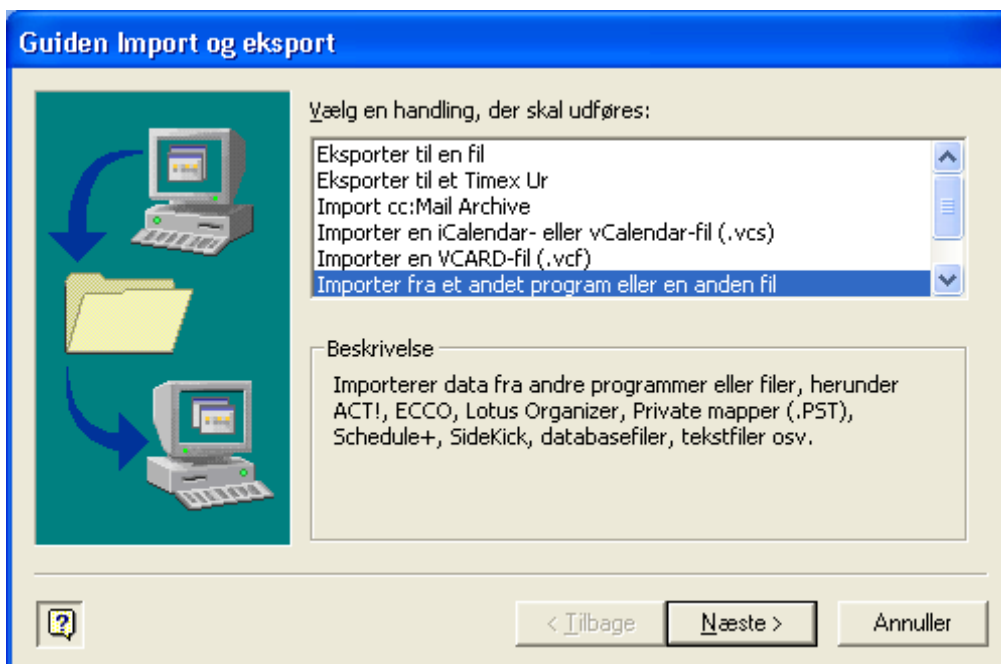 Guiden Import og eksport
Vælg en handling, der skal udføres:
Eksporter til en fil
Eksporter til et Timex Ur
Import cc:Mail Archive
Importer en iCalendar- eller vCalendar-fil (.vcs)
Importer en VCARD-fil (.vcf)
Importer fra et andet program eller en anden fil
Beskrivelse
Importerer data fra andre programmer eller filer, herunder
ACT!, ECCO, Lotus Organizer, Private mapper (.PST),
Schedule+, SideKick, databasefiler, tekstfiler osv.
< Tilbage
Næste >
Annuller